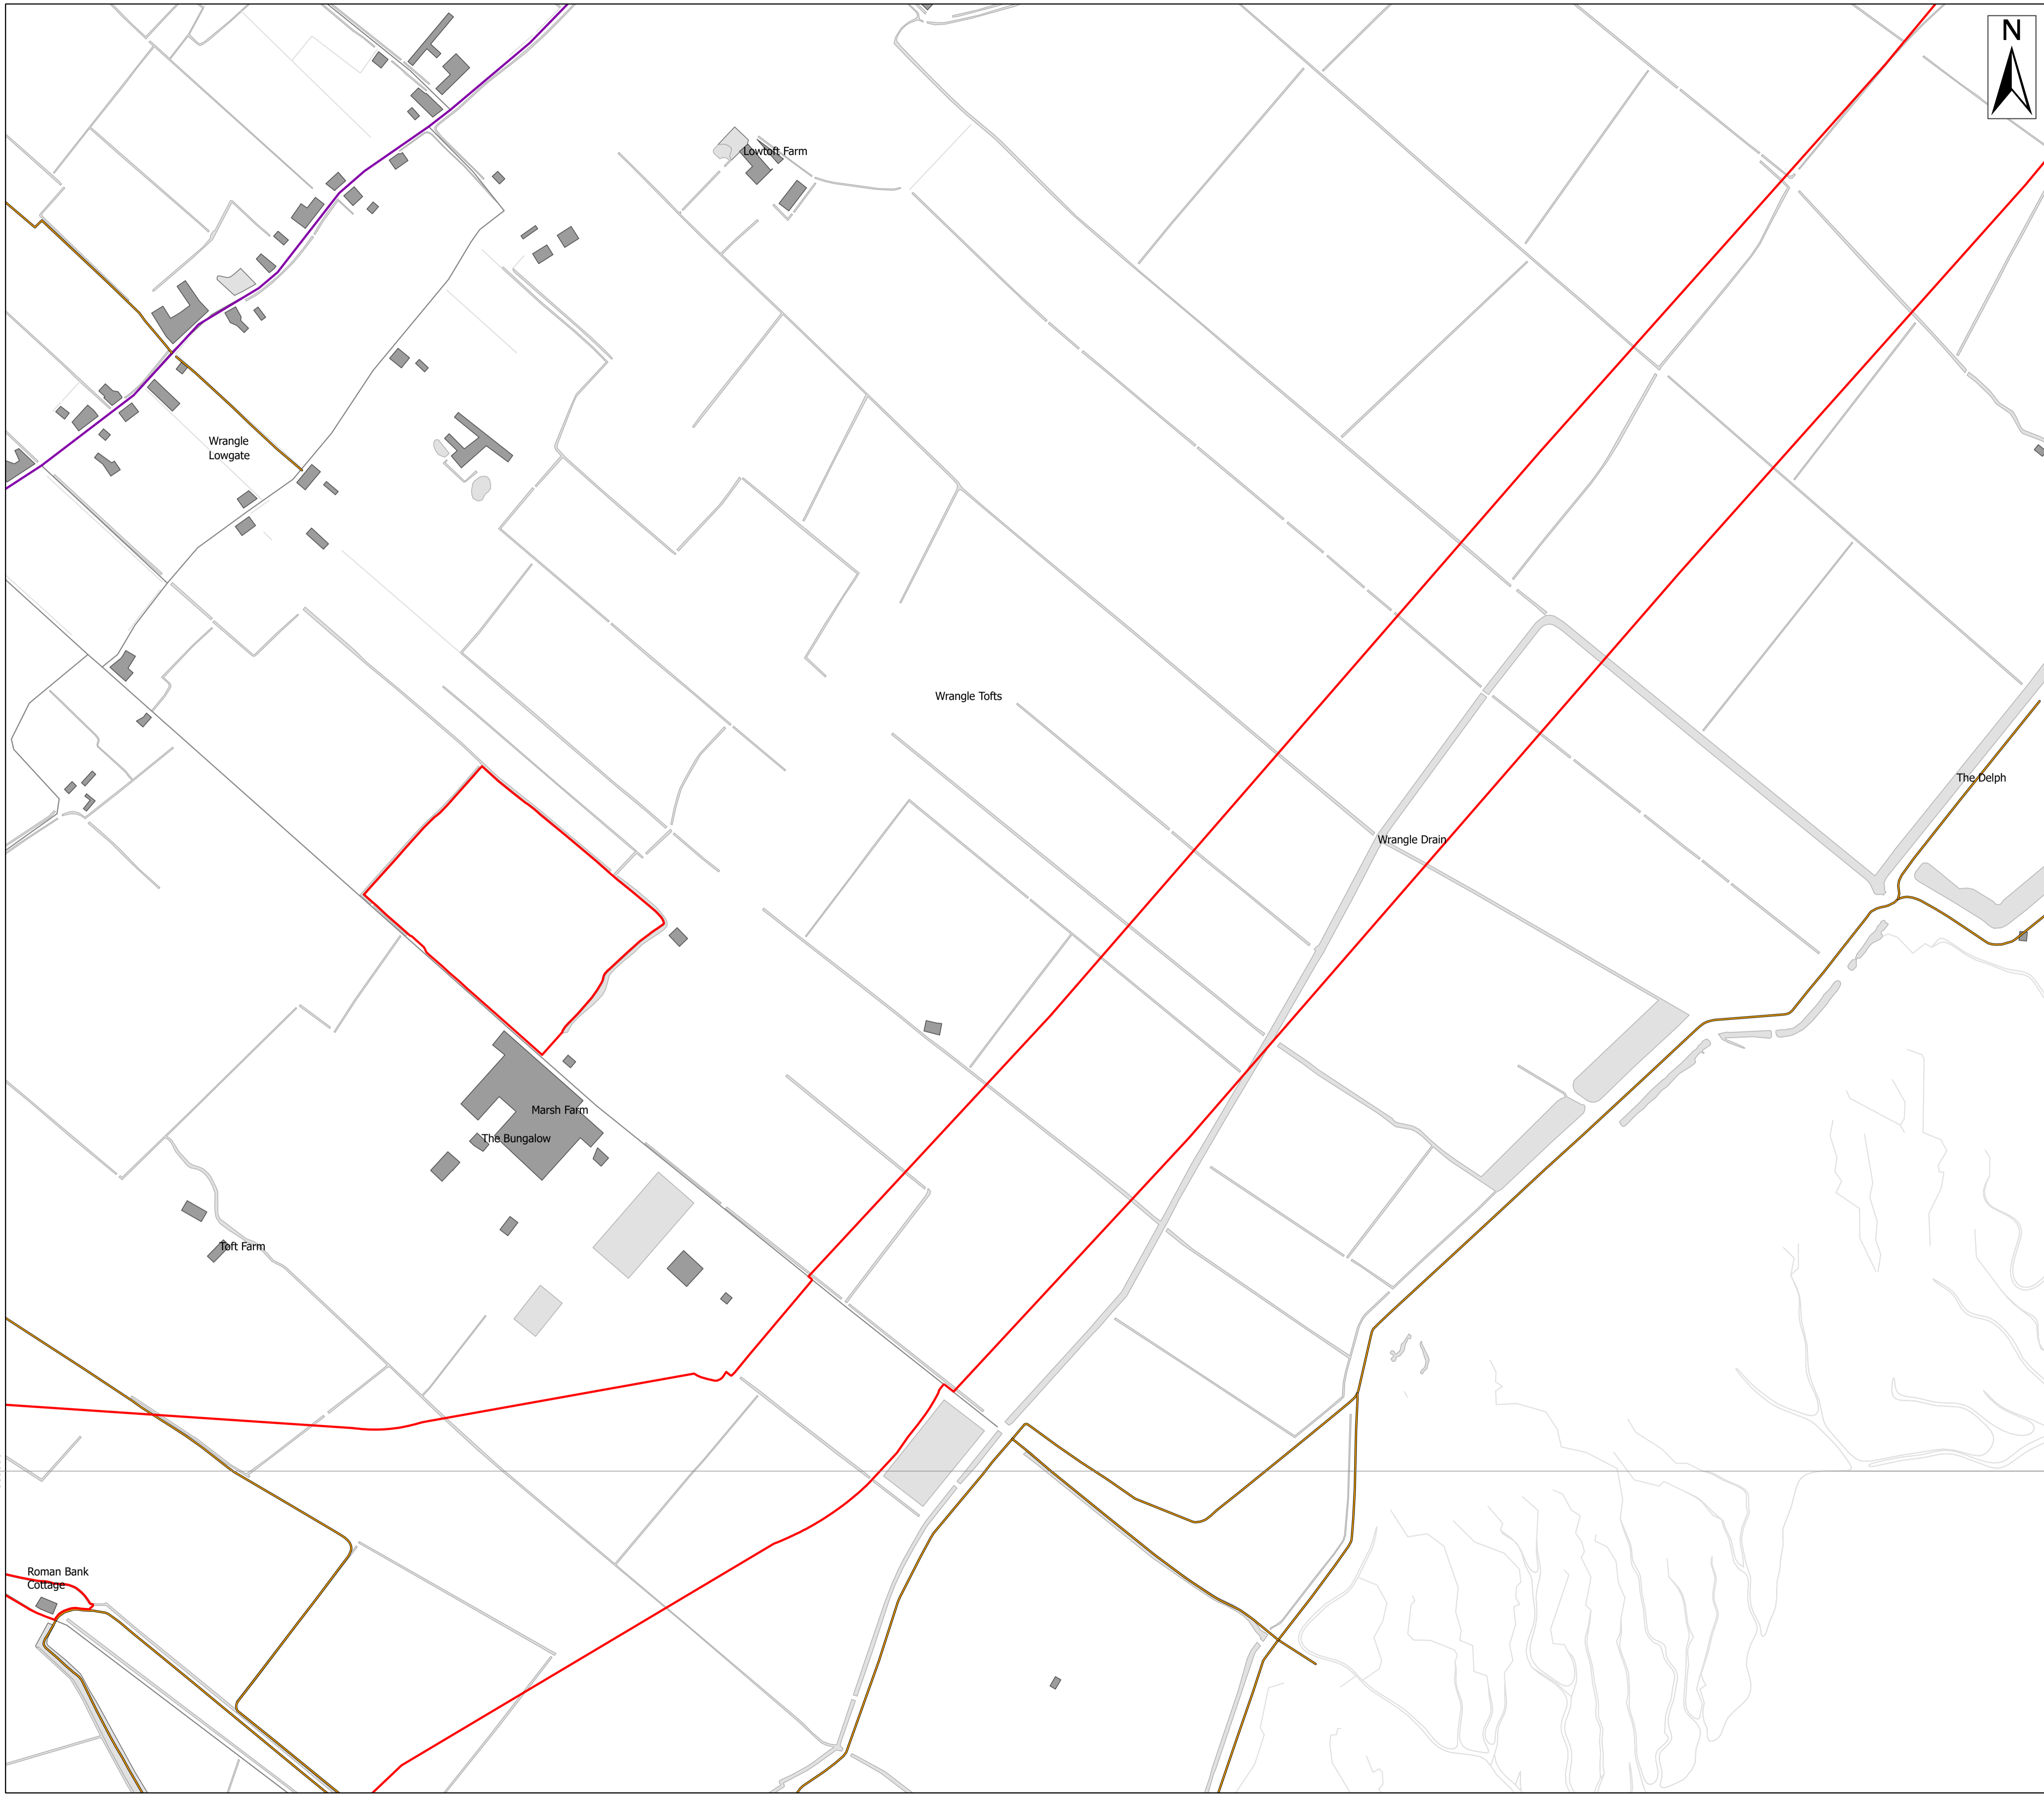 N
Lowtoft Farm
Wrangle
Lowgate
Wrangle Tofts
The Delph
Wrangle Drain
Marsh Farm
The Bungalow
Toft Farm
Roman Bank
Cottage